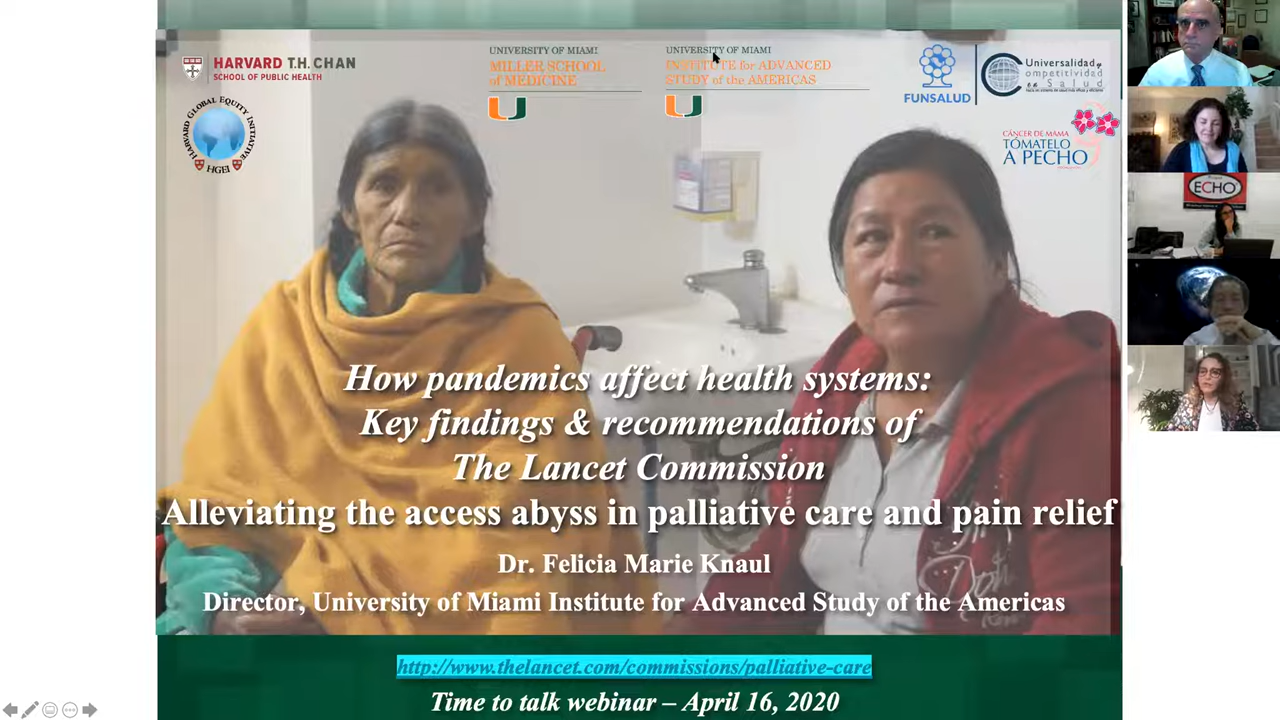 HARVARD T.H. CHAN
SCHOOL OF PUBLIC HEALTH
HARVARD GLOBAL EQUITY INITIATIVE
HGEI
UNIVERSITY OF MIAMI
MILLER SCHOOL
of MEDICINE
UNIVERSITY OF MIAMI
INSTITUTE for ADVANCED
STUDY of the AMERICAS
FUNSALUD
Universalidad y
ompetitividad
en Salud
CÁNCER DE MAMA
TÓMATELO
A PECHO
ECHO
How pandemics affect health systems:
Key findings & recommendations of
The Lancet Commission
Alleviating the access abyss in palliative care and pain relief
Dr. Felicia Marie Knaul
Director, University of Miami Institute for Advanced Study of the Americas
http://www.thelancet.com/commissions/palliative-care
Time to talk webinar – April 16, 2020